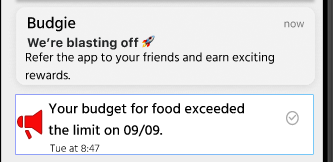 Budgie now
We're blasting off 🚀
Refer the app to your friends and earn exciting
rewards.
Your budget for food exceeded
the limit on 09/09.
Tue at 8:47